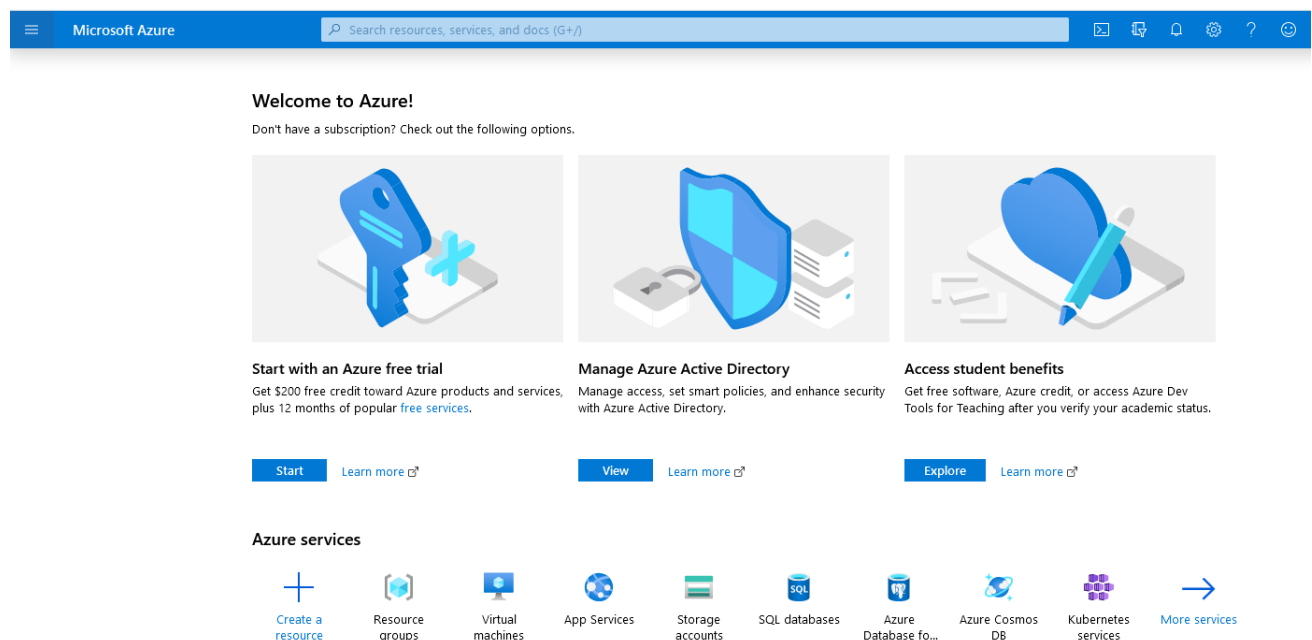 Microsoft Azure
Search resources, services, and docs (G+/)
Welcome to Azure!
Don't have a subscription? Check out the following options.
Start with an Azure free trial
Get $200 free credit toward Azure products and services,
plus 12 months of popular free services.
Start
Learn more
Manage Azure Active Directory
Manage access, set smart policies, and enhance security
with Azure Active Directory.
View
Learn more
Access student benefits
Get free software, Azure credit, or access Azure Dev
Tools for Teaching after you verify your academic status.
Explore
Learn more
Azure services
Create a
resource
Resource
groups
Virtual
machines
App Services
Storage
accounts
SQL
SQL databases
Azure
Database fo...
Azure Cosmos
DB
Kubernetes
services
More services